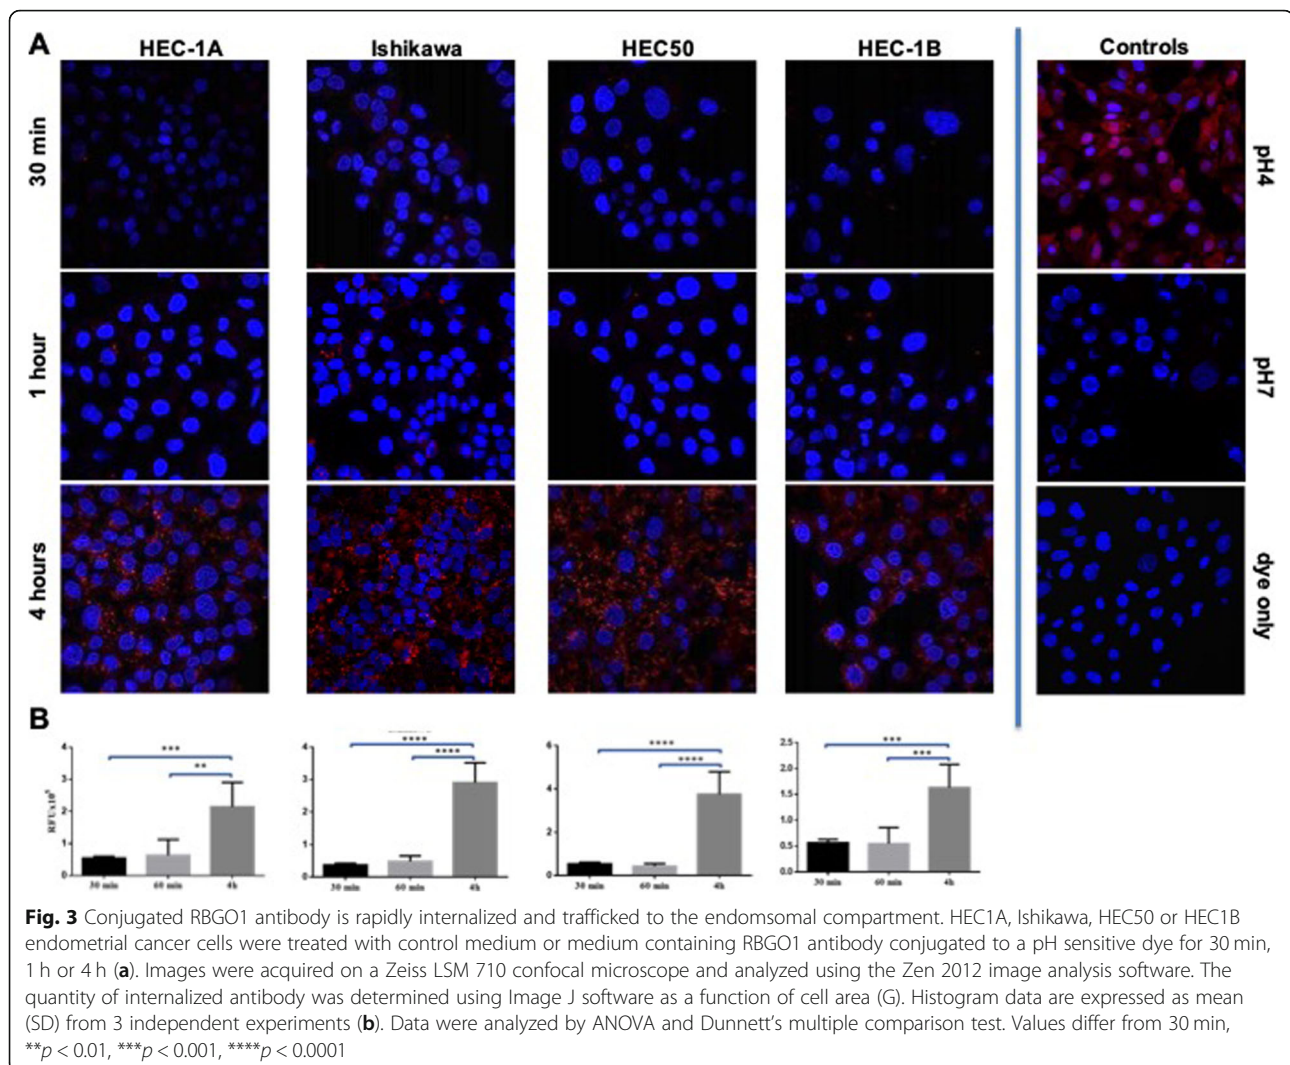 A
HEC-1A Ishikawa HEC50 HEC-1B Controls
30 min
pH4
1 hour
pH7
4 hours
dye only
B
*** ** RFUx10⁵ 4 3 2 1 0 30 min 60 min 4h
**** **** 4 3 2 1 0 30 min 60 min 4h
**** **** 6 4 2 0 30 min 60 min 4h
*** *** 2.5 2.0 1.5 1.0 0.5 0.0 30 min 60 min 4h
Fig. 3 Conjugated RBGO1 antibody is rapidly internalized and trafficked to the endomsomal compartment. HEC1A, Ishikawa, HEC50 or HEC1B
endometrial cancer cells were treated with control medium or medium containing RBGO1 antibody conjugated to a pH sensitive dye for 30 min,
1 h or 4 h (a). Images were acquired on a Zeiss LSM 710 confocal microscope and analyzed using the Zen 2012 image analysis software. The
quantity of internalized antibody was determined using Image J software as a function of cell area (G). Histogram data are expressed as mean
(SD) from 3 independent experiments (b). Data were analyzed by ANOVA and Dunnett's multiple comparison test. Values differ from 30 min,
**p < 0.01, ***p < 0.001, ****p < 0.0001